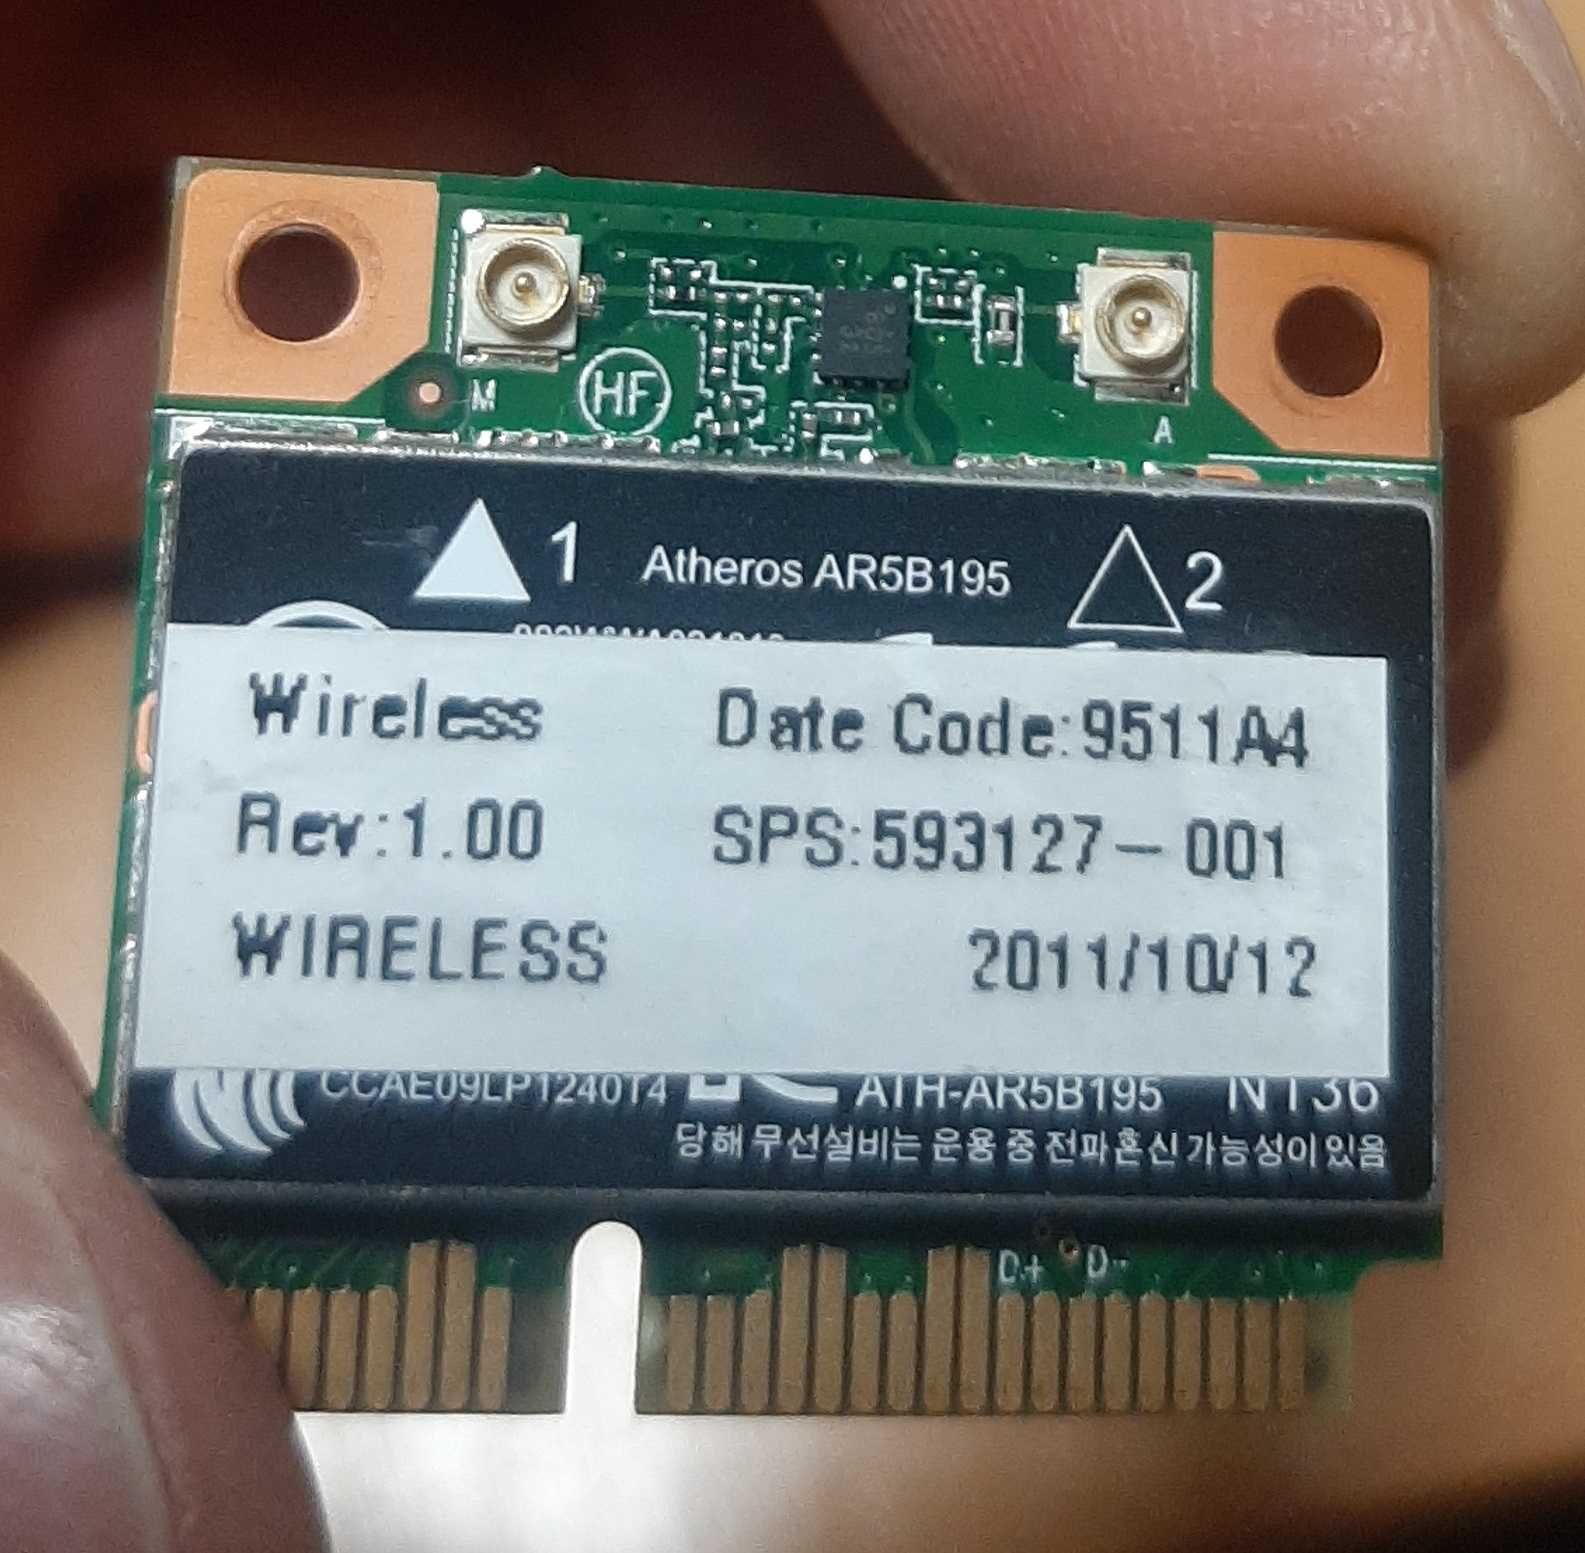 M
HF
A
1 Atheros AR5B195 2
Wireless Date Code:9511A4
Rev:1.00 SPS:593127-001
WIRELESS 2011/10/12
CCAE09LP1240T4 ATH-AR5B195 N136
당해 무선설비는 운용 중 전파혼신 가능성이 있음
D+ D-